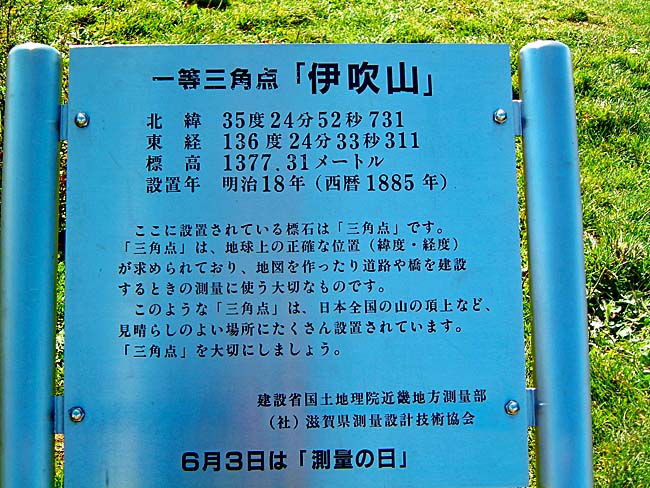 一等三角点「伊吹山」
北緯 35度24分52秒731
東経 136度24分33秒311
標高 1377.31メートル
設置年 明治18年(西暦1885年)
ここに設置されている標石は「三角点」です。
「三角点」は、地球上の正確な位置(緯度・経度)
が求められており、地図を作ったり道路や橋を建設
するときの測量に使う大切なものです。
このような「三角点」は、日本全国の山の頂上など、
見晴らしのよい場所にたくさん設置されています。
「三角点」を大切にしましょう。
建設省国土地理院近畿地方測量部
(社)滋賀県測量設計技術協会
6月3日は「測量の日」